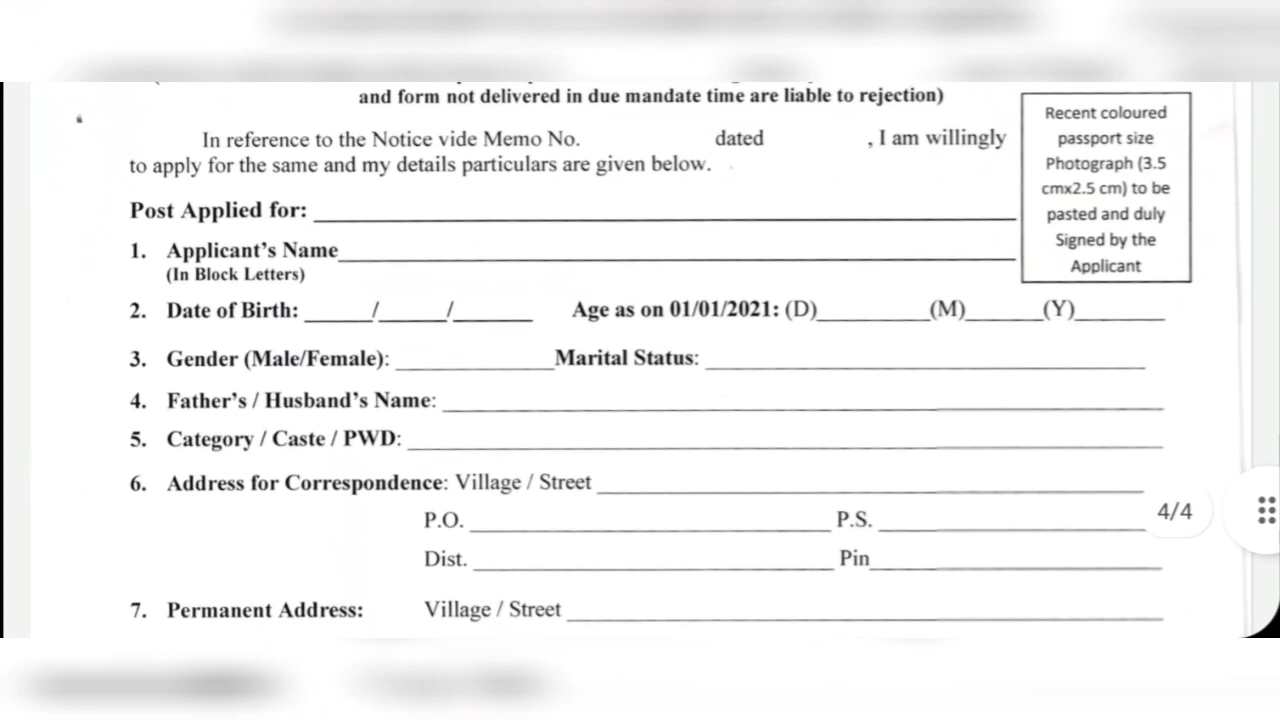 and form not delivered in due mandate time are liable to rejection)
In reference to the Notice vide Memo No. dated , I am willingly
to apply for the same and my details particulars are given below.
Recent coloured
passport size
Photograph (3.5
cmx2.5 cm) to be
pasted and duly
Signed by the
Applicant
Post Applied for:
1. Applicant's Name
(In Block Letters)
2. Date of Birth: / / Age as on 01/01/2021: (D) (M) (Y)
3. Gender (Male/Female): Marital Status:
4. Father's / Husband's Name:
5. Category / Caste / PWD:
6. Address for Correspondence: Village / Street
P.O. P.S.
4/4
Dist. Pin
7. Permanent Address: Village / Street